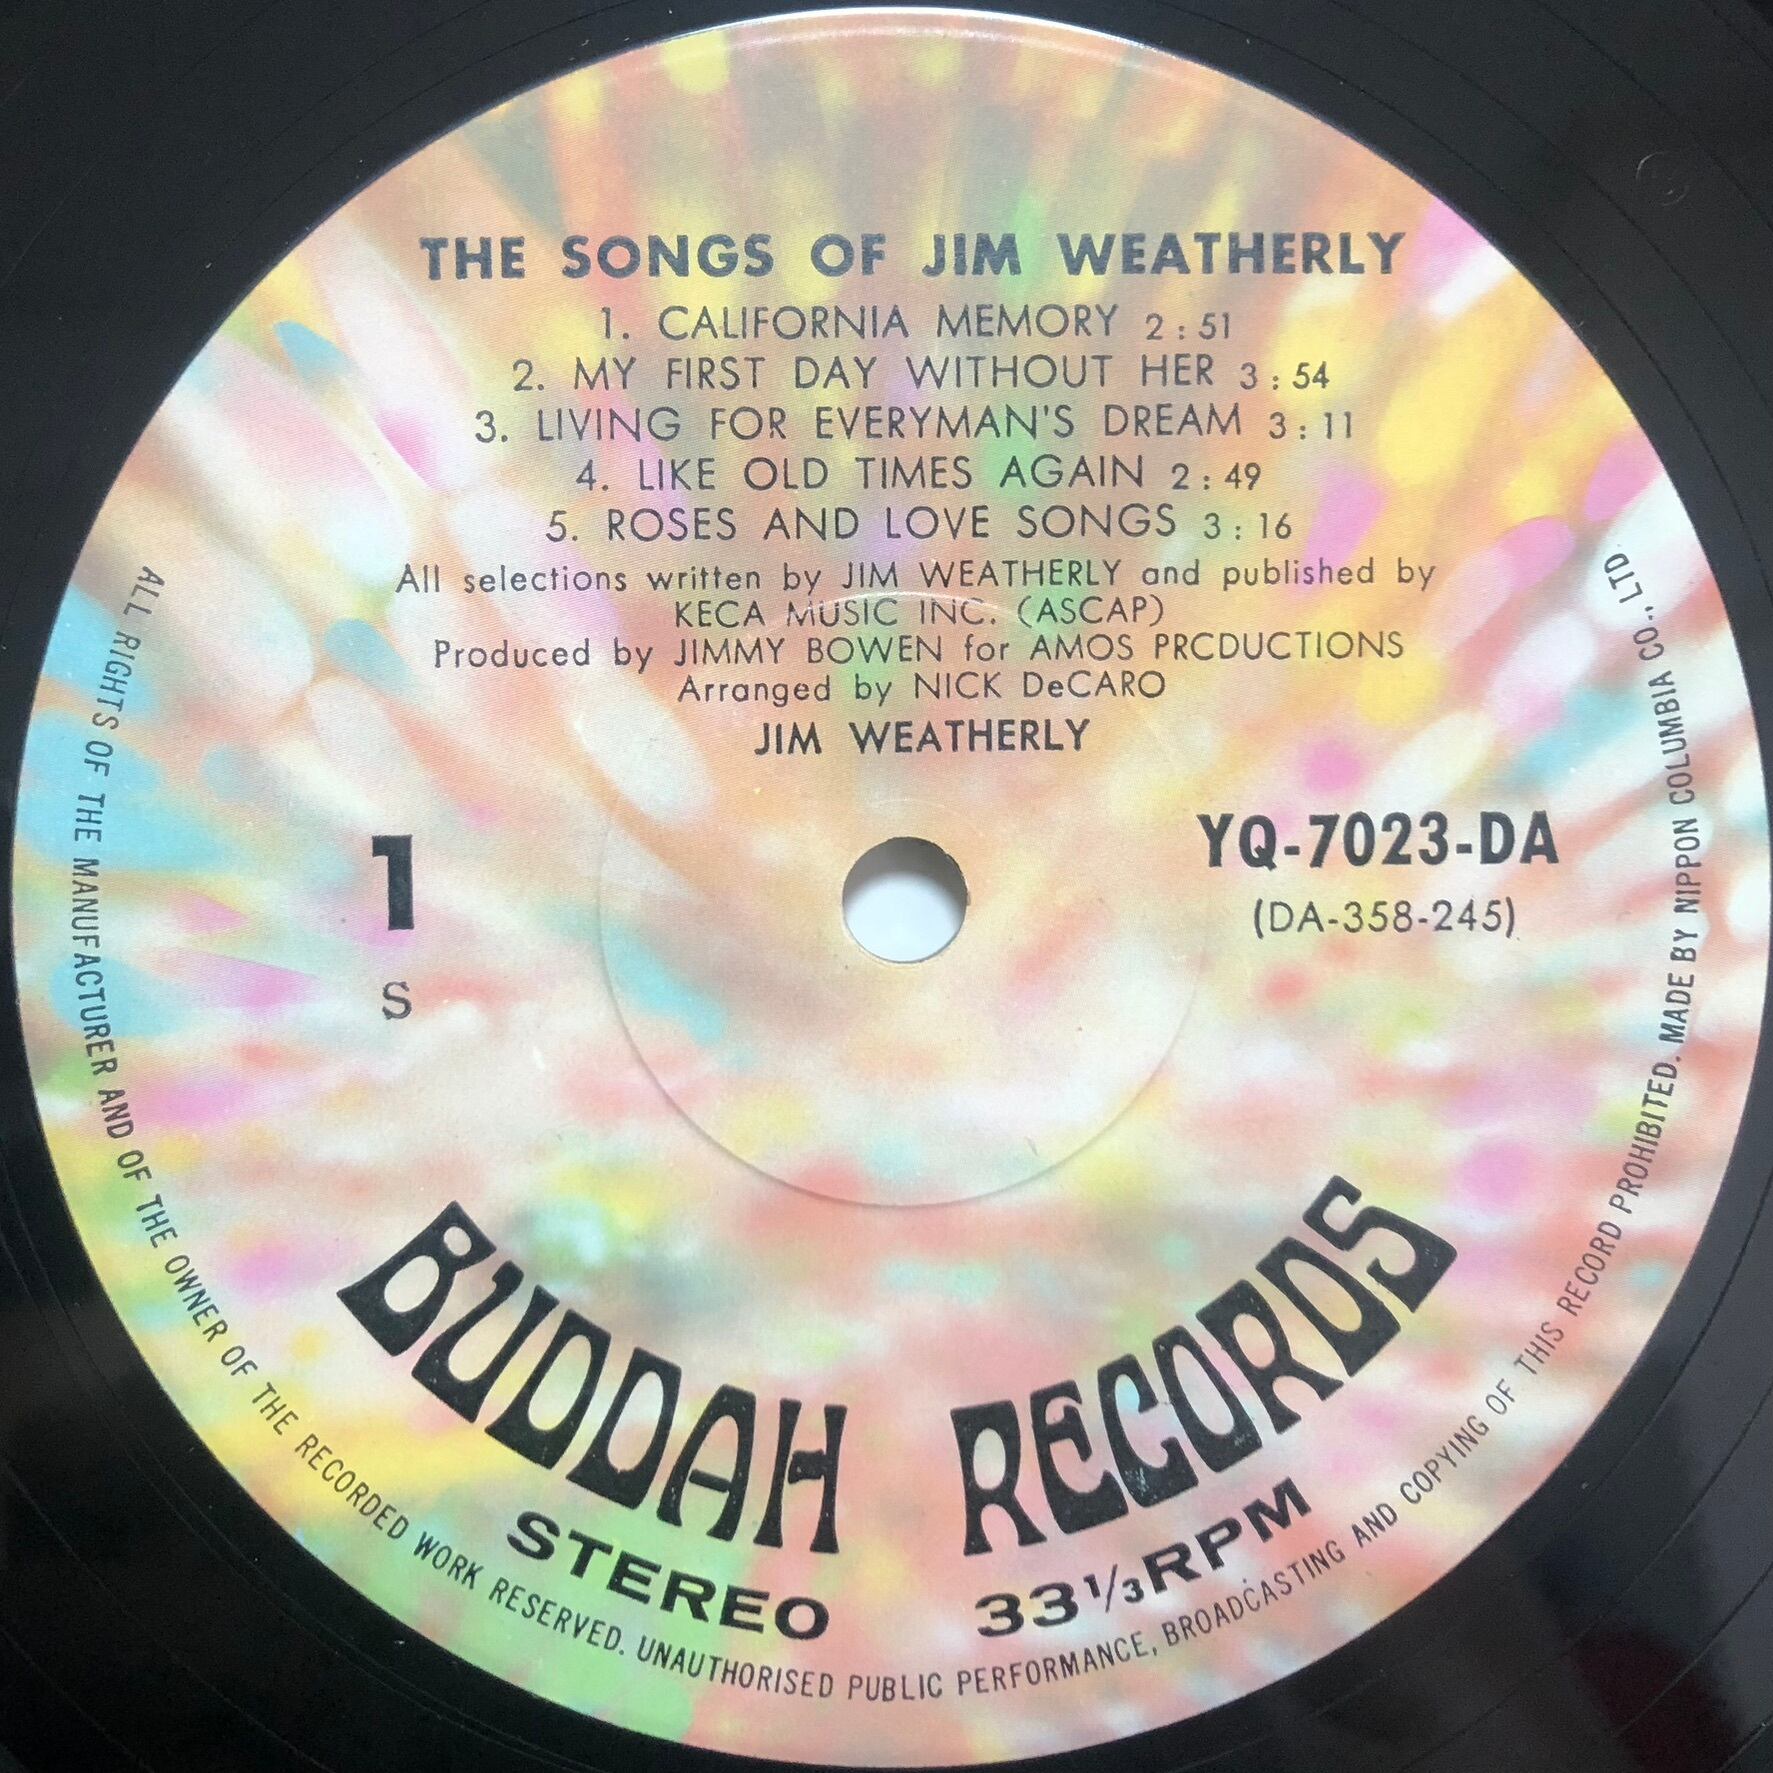 THE SONGS OF JIM WEATHERLY
1. CALIFORNIA MEMORY 2:51
2. MY FIRST DAY WITHOUT HER 3:54
3. LIVING FOR EVERYMAN'S DREAM 3:11
4. LIKE OLD TIMES AGAIN 2:49
5. ROSES AND LOVE SONGS 3:16
All selections written by JIM WEATHERLY and published by
KECA MUSIC INC. (ASCAP)
Produced by JIMMY BOWEN for AMOS PRCDUCTIONS
Arranged by NICK DeCARO
JIM WEATHERLY
1
S
YQ-7023-DA
(DA-358-245)
BUDDAH RECORDS
STEREO 33 1/3 RPM
ALL RIGHTS OF THE MANUFACTURER AND OF THE OWNER OF THE RECORDED WORK RESERVED. UNAUTHORISED PUBLIC PERFORMANCE, BROADCASTING AND COPYING OF THIS RECORD PROHIBITED. MADE BY NIPPON COLUMBIA CO., LTD